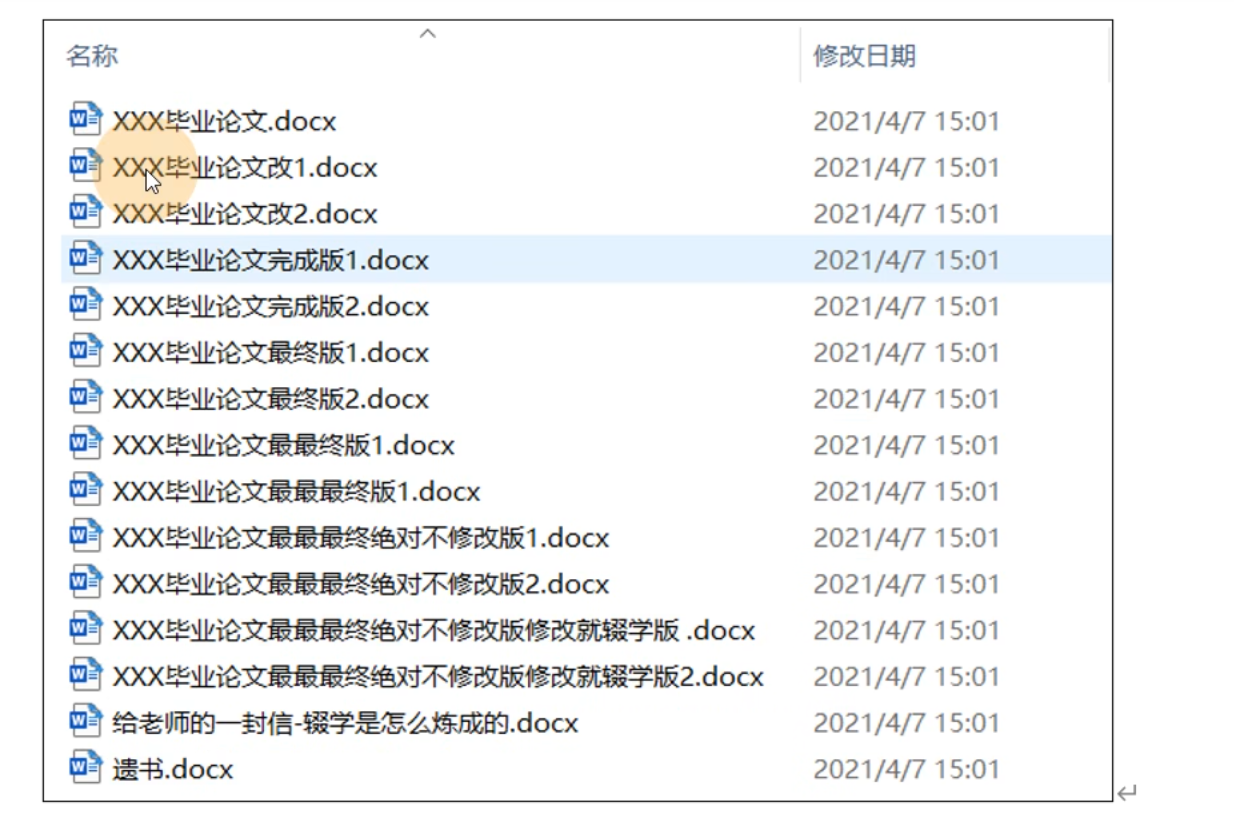 名称 修改日期
XXX毕业论文.docx 2021/4/7 15:01
XXX毕业论文改1.docx 2021/4/7 15:01
XXX毕业论文改2.docx 2021/4/7 15:01
XXX毕业论文完成版1.docx 2021/4/7 15:01
XXX毕业论文完成版2.docx 2021/4/7 15:01
XXX毕业论文最终版1.docx 2021/4/7 15:01
XXX毕业论文最终版2.docx 2021/4/7 15:01
XXX毕业论文最最终版1.docx 2021/4/7 15:01
XXX毕业论文最最最终版1.docx 2021/4/7 15:01
XXX毕业论文最最最终绝对不修改版1.docx 2021/4/7 15:01
XXX毕业论文最最最终绝对不修改版2.docx 2021/4/7 15:01
XXX毕业论文最最最终绝对不修改版修改就辍学版 .docx 2021/4/7 15:01
XXX毕业论文最最最终绝对不修改版修改就辍学版2.docx 2021/4/7 15:01
给老师的一封信-辍学是怎么炼成的.docx 2021/4/7 15:01
遗书.docx 2021/4/7 15:01